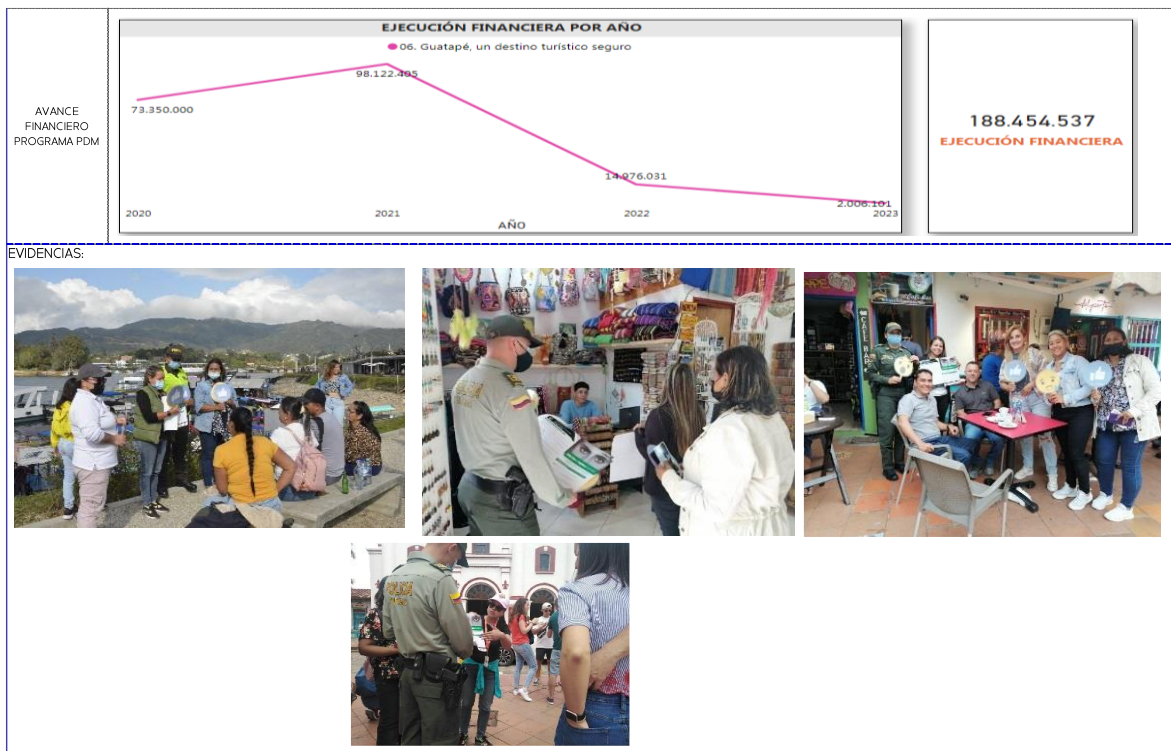 AVANCE
FINANCIERO
PROGRAMA PDM
EJECUCIÓN FINANCIERA POR AÑO
06. Guatapé, un destino turístico seguro
73.350.000
98.122.405
14.976.031
2.006.101
2020
2021
2022
2023
AÑO
188.454.537
EJECUCIÓN FINANCIERA
EVIDENCIAS:
CAFE BAR
POLICIA